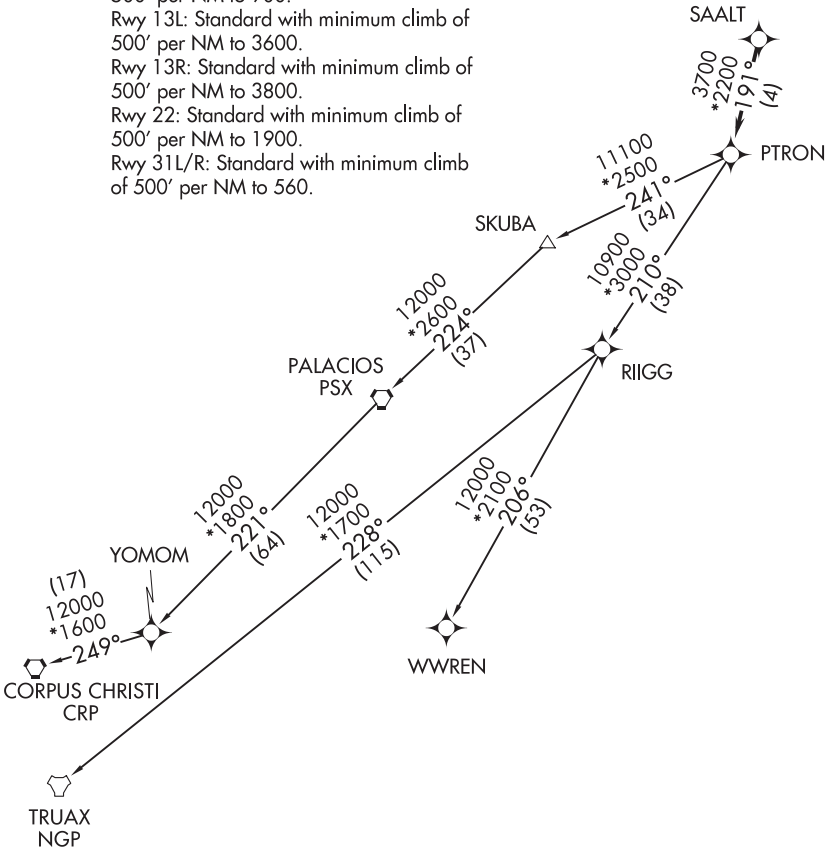 500' per NM to 700.
Rwy 13L: Standard with minimum climb of
500' per NM to 3600.
Rwy 13R: Standard with minimum climb of
500' per NM to 3800.
Rwy 22: Standard with minimum climb of
500' per NM to 1900.
Rwy 31L/R: Standard with minimum climb
of 500' per NM to 560.
SAALT
3700
*2200
191°
(4)
PTRON
11100
*2500
241°
(34)
SKUBA
10900
*3000
210°
(38)
12000
*2600
224°
(37)
PALACIOS
PSX
RIIGG
12000
*1800
221°
(64)
12000
*1700
228°
(115)
12000
*2100
206°
(53)
YOMOM
(17)
12000
*1600
249°
CORPUS CHRISTI
CRP
WWREN
TRUAX
NGP